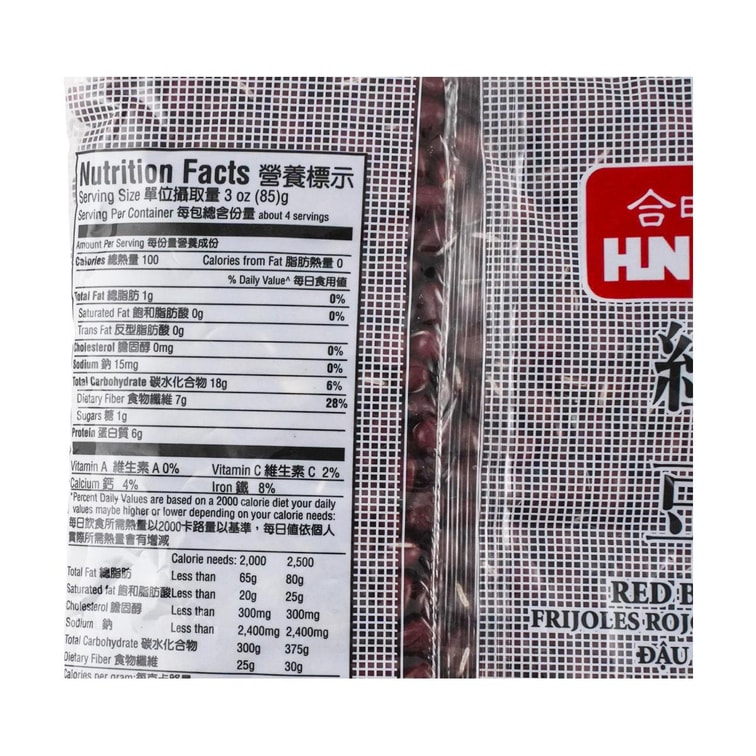 Nutrition Facts 營養標示
Serving Size 單位攝取量 3 oz (85)g
Serving Per Container 每包總含份量 about 4 servings
Amount Per Serving 每份量營養成份
Calories 總熱量 100 Calories from Fat 脂肪熱量 0
% Daily Value^ 每日食用值
Total Fat 總脂肪 1g 0%
Saturated Fat 飽和脂肪酸 0g 0%
Trans Fat 反型脂肪酸 0g
Cholesterol 膽固醇 0mg 0%
Sodium 鈉 15mg 0%
Total Carbohydrate 碳水化合物 18g 6%
Dietary Fiber 食物纖維 7g 28%
Sugars 糖 1g
Protein 蛋白質 6g
Vitamin A 維生素 A 0% Vitamin C 維生素 C 2%
Calcium 鈣 4% Iron 鐵 8%
*Percent Daily Values are based on a 2000 calorie diet your daily
values maybe higher or lower depending on your calorie needs:
每日飲食所需熱量以2000卡路量以基準，每日值依個人
實際所需熱量會有增減
Calorie needs: 2,000 2,500
Total Fat 總脂肪 Less than 65g 80g
Saturated fat 飽和脂肪酸 Less than 20g 25g
Cholesterol 膽固醇 Less than 300mg 300mg
Sodium 鈉 Less than 2,400mg 2,400mg
Total Carbohydrate 碳水化合物 300g 375g
Dietary Fiber 食物纖維 25g 30g
Calories per gram:每克卡路量
合
HN
RED B
FRIJOLES ROJO
ĐẬU